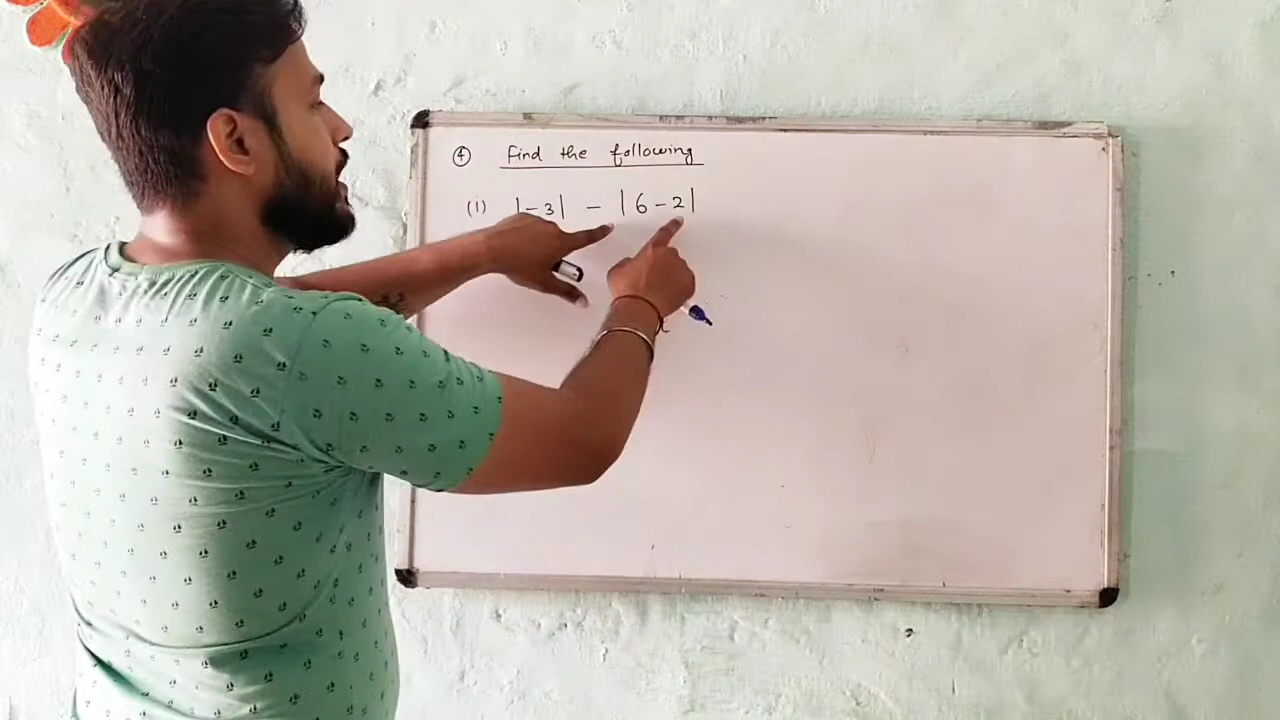 ④ Find the following
(1) |-3| - |6-2|